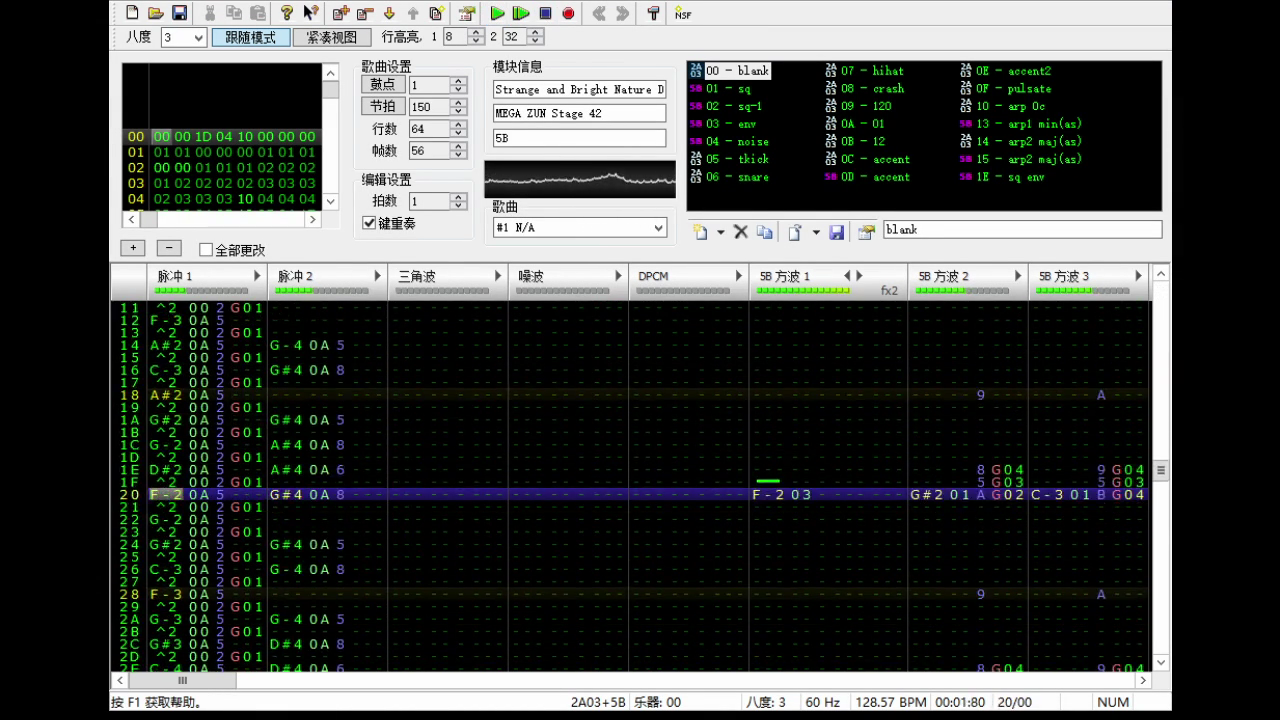 NSF
八度 3 跟随模式 紧凑视图 行高亮, 1 8 2 32
00 00 00 1D 04 10 00 00 00
01 01 01 00 00 00 01 01 01
02 00 00 01 01 01 02 02 02
03 01 02 02 02 02 03 03 03
04 02 03 03 03 10 04 04 04
歌曲设置
鼓点 1
节拍 150
行数 64
帧数 56
编辑设置
拍数 1
键重奏
模块信息
Strange and Bright Nature D
MEGA ZUN Stage 42
5B
歌曲
#1 N/A
2A03 00 - blank 2A03 07 - hihat 2A03 0E - accent2
5B 01 - sq 2A03 08 - crash 2A03 0F - pulsate
5B 02 - sq-1 2A03 09 - 120 2A03 10 - arp 0c
5B 03 - env 2A03 0A - 01 5B 13 - arp1 min(as)
5B 04 - noise 2A03 0B - 12 5B 14 - arp2 maj(as)
2A03 05 - tkick 2A03 0C - accent 5B 15 - arp2 maj(as)
2A03 06 - snare 5B 0D - accent 5B 1E - sq env
blank
+ - 全部更改
脉冲 1 脉冲 2 三角波 噪波 DPCM 5B 方波 1 fx2 5B 方波 2 5B 方波 3
11 ^2 00 2 G01
12 F-3 0A 5
13 ^2 00 2 G01
14 A#2 0A 5 G-4 0A 5
15 ^2 00 2 G01
16 C-3 0A 5 G#4 0A 8
17 ^2 00 2 G01
18 A#2 0A 5 9 A
19 ^2 00 2 G01
1A G#2 0A 5 G#4 0A 5
1B ^2 00 2 G01
1C G-2 0A 5 A#4 0A 8
1D ^2 00 2 G01
1E D#2 0A 5 A#4 0A 6 8 G04 9 G04
1F ^2 00 2 G01 5 G03 5 G03
20 F-2 0A 5 G#4 0A 8 F-2 03 G#2 01 A G02 C-3 01 B G04
21 ^2 00 2 G01
22 G-2 0A 5
23 ^2 00 2 G01
24 G#2 0A 5 G#4 0A 5
25 ^2 00 2 G01
26 C-3 0A 5 G-4 0A 8
27 ^2 00 2 G01
28 F-3 0A 5 9 A
29 ^2 00 2 G01
2A G-3 0A 5 G-4 0A 5
2B ^2 00 2 G01
2C G#3 0A 5 D#4 0A 8
2D ^2 00 2 G01
2E C-4 0A 5 D#4 0A 6 8 G04 9 G04
按 F1 获取帮助。 2A03+5B 乐器: 00 八度: 3 60 Hz 128.57 BPM 00:01:80 20/00 NUM